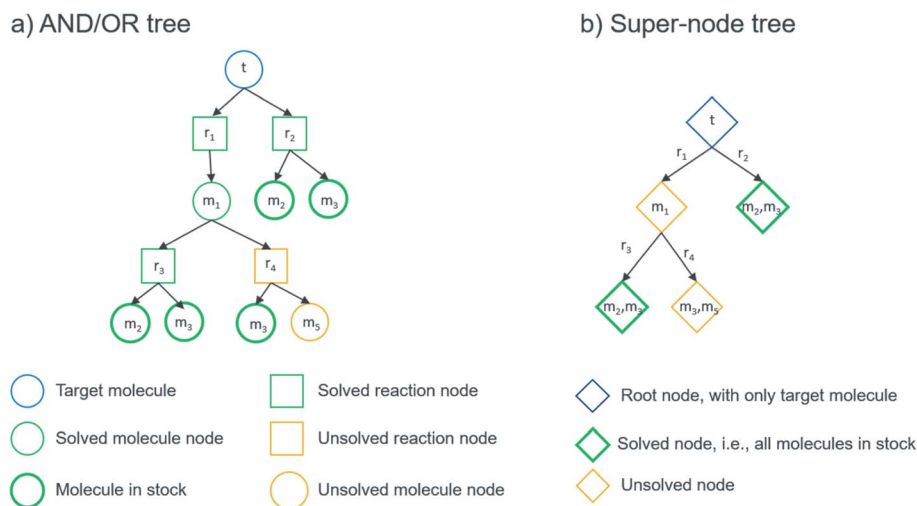 a) AND/OR tree
t
r1
r2
m1
m2
m3
r3
r4
m2
m3
m3
m5
Target molecule
Solved reaction node
Solved molecule node
Unsolved reaction node
Molecule in stock
Unsolved molecule node
b) Super-node tree
t
r1
r2
m1
m2,m3
r3
r4
m2,m3
m3,m5
Root node, with only target molecule
Solved node, i.e., all molecules in stock
Unsolved node